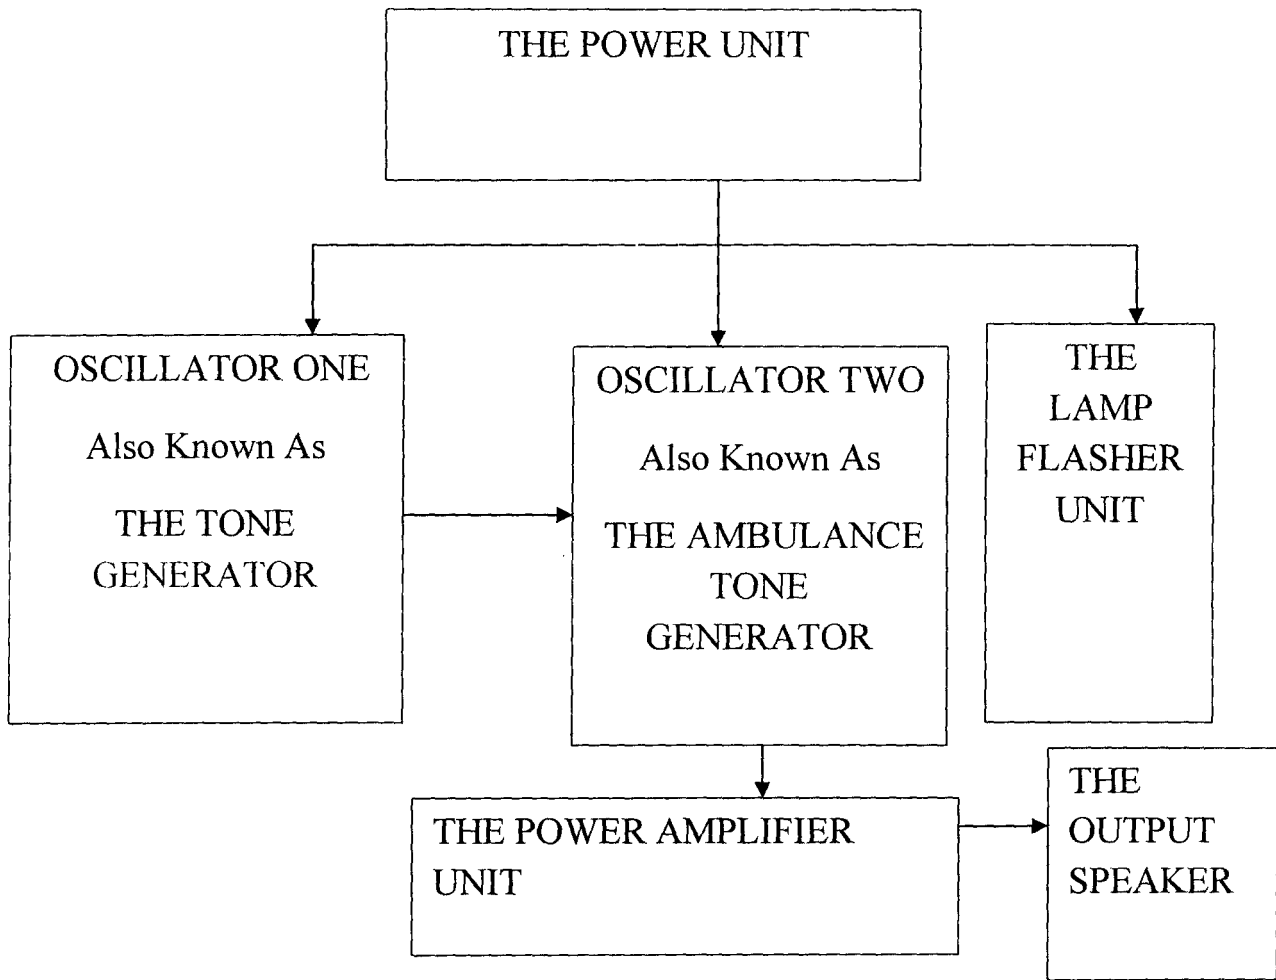 THE POWER UNIT
OSCILLATOR ONE
Also Known As
THE TONE
GENERATOR
OSCILLATOR TWO
Also Known As
THE AMBULANCE
TONE
GENERATOR
THE
LAMP
FLASHER
UNIT
THE POWER AMPLIFIER
UNIT
THE
OUTPUT
SPEAKER